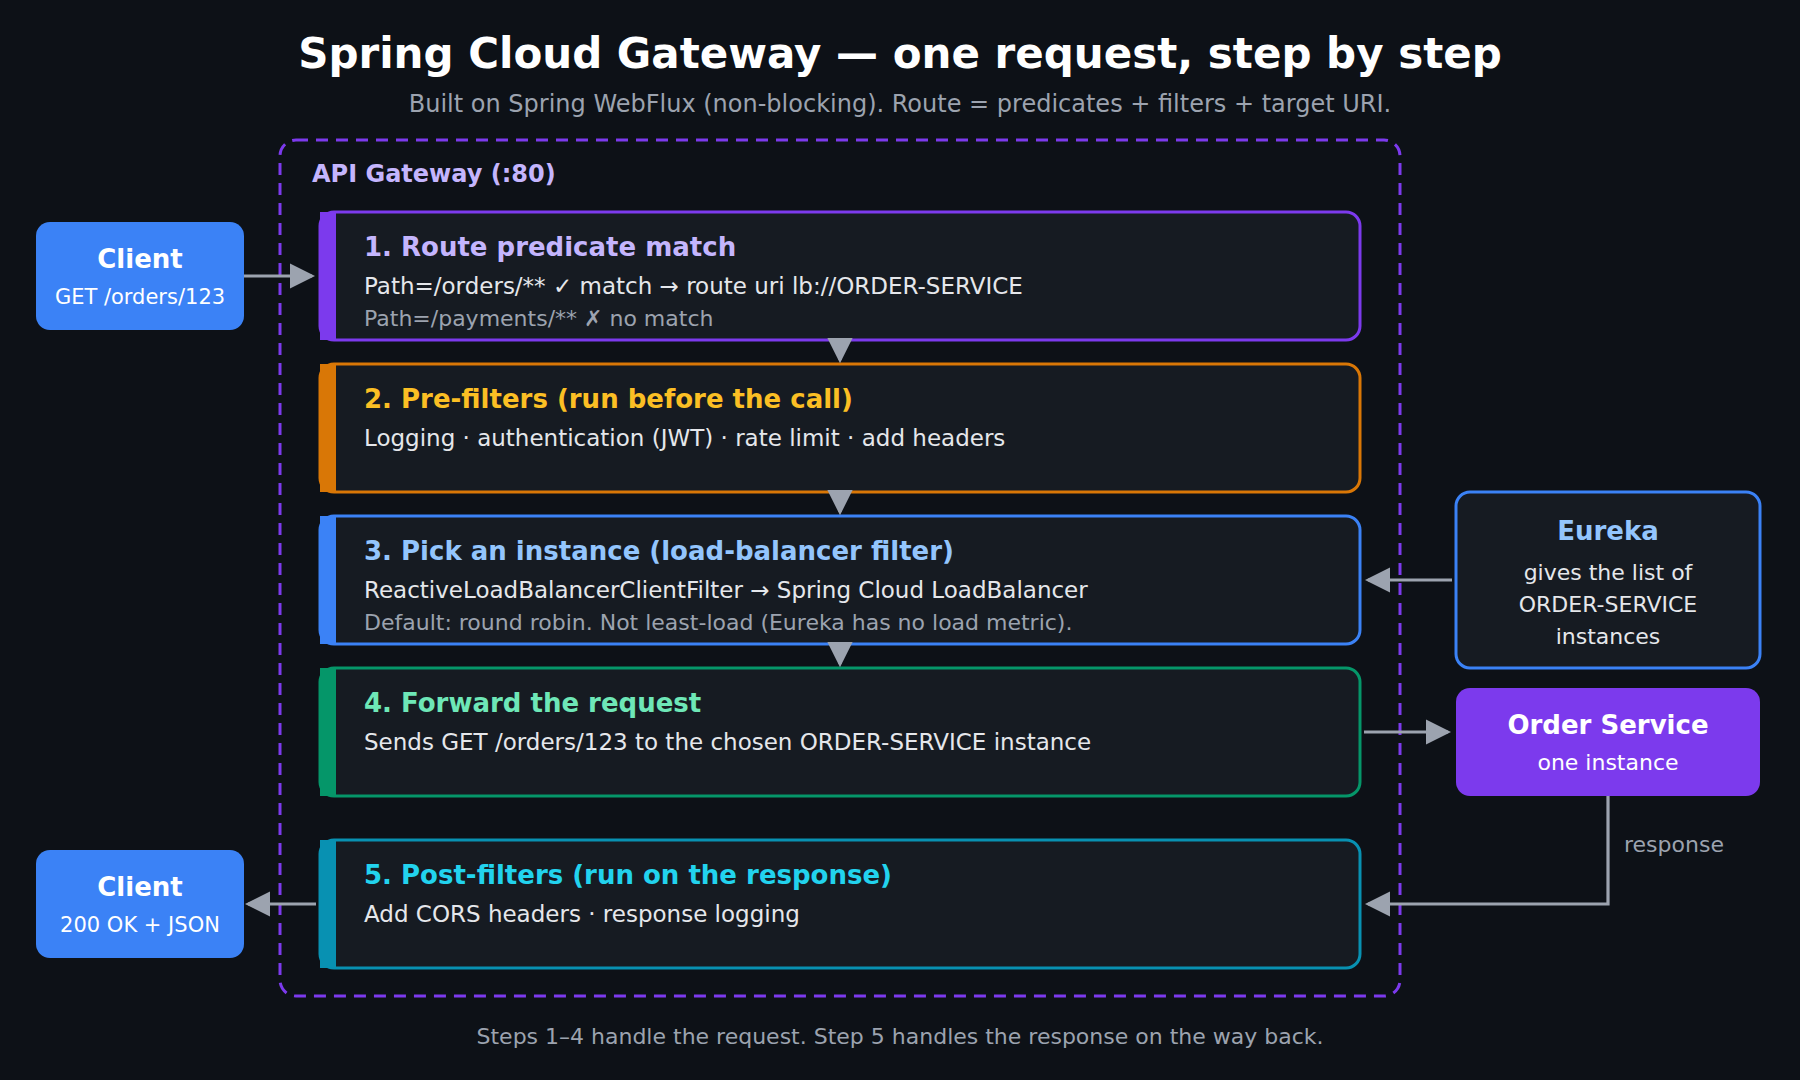 Spring Cloud Gateway — one request, step by step
Built on Spring WebFlux (non-blocking). Route = predicates + filters + target URI.
API Gateway (:80)
Client
GET /orders/123
1. Route predicate match
Path=/orders/** ✓ match → route uri lb://ORDER-SERVICE
Path=/payments/** ✗ no match
2. Pre-filters (run before the call)
Logging · authentication (JWT) · rate limit · add headers
3. Pick an instance (load-balancer filter)
ReactiveLoadBalancerClientFilter → Spring Cloud LoadBalancer
Default: round robin. Not least-load (Eureka has no load metric).
Eureka
gives the list of
ORDER-SERVICE
instances
4. Forward the request
Sends GET /orders/123 to the chosen ORDER-SERVICE instance
Order Service
one instance
response
5. Post-filters (run on the response)
Add CORS headers · response logging
Client
200 OK + JSON
Steps 1–4 handle the request. Step 5 handles the response on the way back.